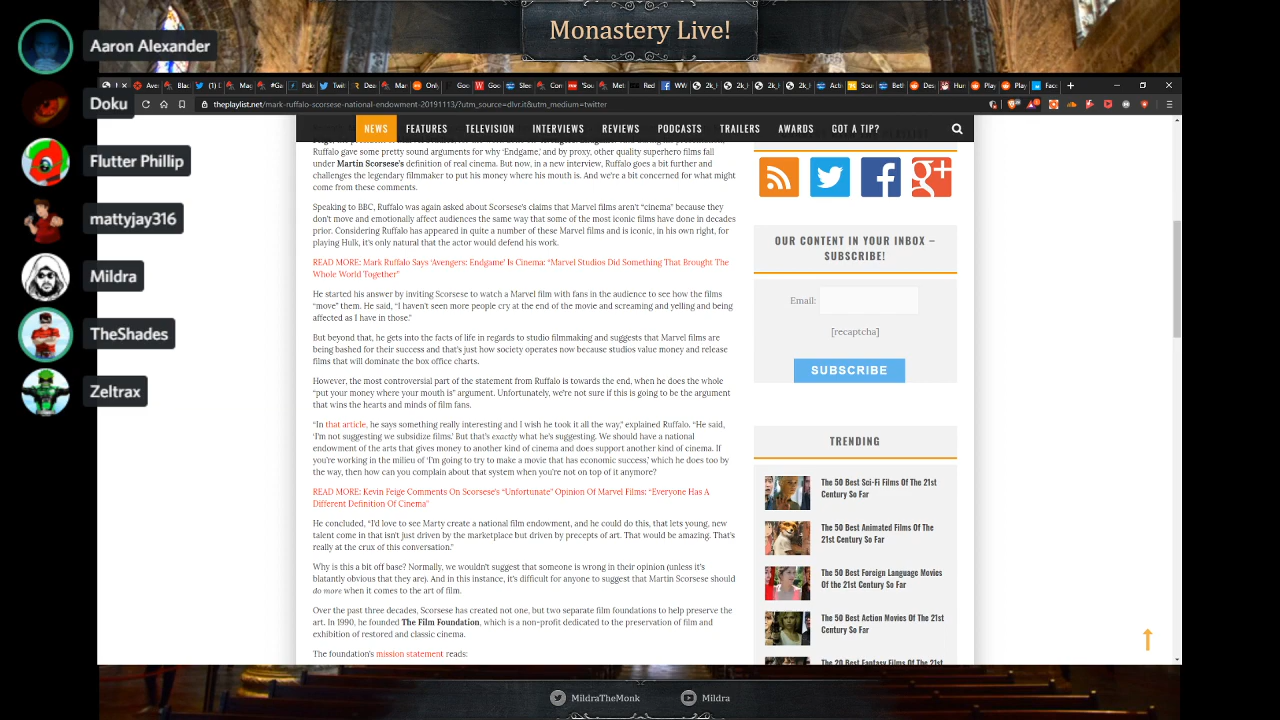 Monastery Live!
Aaron Alexander
Doku
Flutter Phillip
mattyjay316
Mildra
TheShades
Zeltrax
theplaylist.net/mark-ruffalo-scorsese-national-endowment-20191113/?utm_source=dlvr.it&utm_medium=twitter
NEWS FEATURES TELEVISION INTERVIEWS REVIEWS PODCASTS TRAILERS AWARDS GOT A TIP?
Ruffalo gave some pretty sound arguments for why 'Endgame,' and by proxy, other quality superhero films fall
under Martin Scorsese's definition of real cinema. But now, in a new interview, Ruffalo goes a bit further and
challenges the legendary filmmaker to put his money where his mouth is. And we're a bit concerned for what might
come from these comments.
Speaking to BBC, Ruffalo was again asked about Scorsese's claims that Marvel films aren't "cinema" because they
don't move and emotionally affect audiences the same way that some of the most iconic films have done in decades
prior. Considering Ruffalo has appeared in quite a number of these Marvel films and is iconic, in his own right, for
playing Hulk, it's only natural that the actor would defend his work.
READ MORE: Mark Ruffalo Says 'Avengers: Endgame' Is Cinema: "Marvel Studios Did Something That Brought The
Whole World Together"
He started his answer by inviting Scorsese to watch a Marvel film with fans in the audience to see how the films
"move" them. He said, "I haven't seen more people cry at the end of the movie and screaming and yelling and being
affected as I have in those."
But beyond that, he gets into the facts of life in regards to studio filmmaking and suggests that Marvel films are
being bashed for their success and that's just how society operates now because studios value money and release
films that will dominate the box office charts.
However, the most controversial part of the statement from Ruffalo is towards the end, when he does the whole
"put your money where your mouth is" argument. Unfortunately, we're not sure if this is going to be the argument
that wins the hearts and minds of film fans.
"In that article, he says something really interesting and I wish he took it all the way," explained Ruffalo. "He said,
'I'm not suggesting we subsidize films.' But that's exactly what he's suggesting. We should have a national
endowment of the arts that gives money to another kind of cinema and does support another kind of cinema. If
you're working in the milieu of 'I'm going to try to make a movie that has economic success,' which he does too by
the way, then how can you complain about that system when you're not on top of it anymore?
READ MORE: Kevin Feige Comments On Scorsese's "Unfortunate" Opinion Of Marvel Films: "Everyone Has A
Different Definition Of Cinema"
He concluded, "I'd love to see Marty create a national film endowment, and he could do this, that lets young, new
talent come in that isn't just driven by the marketplace but driven by precepts of art. That would be amazing. That's
really at the crux of this conversation."
Why is this a bit off base? Normally, we wouldn't suggest that someone is wrong in their opinion (unless it's
blatantly obvious that they are). And in this instance, it's difficult for anyone to suggest that Martin Scorsese should
do more when it comes to the art of film.
Over the past three decades, Scorsese has created not one, but two separate film foundations to help preserve the
art. In 1990, he founded The Film Foundation, which is a non-profit dedicated to the preservation of film and
exhibition of restored and classic cinema.
The foundation's mission statement reads:
OUR CONTENT IN YOUR INBOX –
SUBSCRIBE!
Email:
[recaptcha]
SUBSCRIBE
TRENDING
The 50 Best Sci-Fi Films Of The 21st
Century So Far
The 50 Best Animated Films Of The
21st Century So Far
The 50 Best Foreign Language Movies
Of the 21st Century So Far
The 50 Best Action Movies Of The 21st
Century So Far
The 20 Best Fantasy Films Of The 21st
MildraTheMonk
Mildra